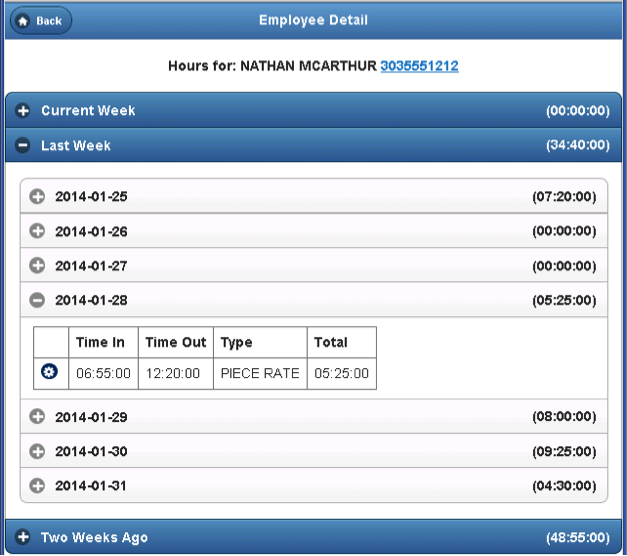 Back Employee Detail
Hours for: NATHAN MCARTHUR 3035551212
Current Week (00:00:00)
Last Week (34:40:00)
2014-01-25 (07:20:00)
2014-01-26 (00:00:00)
2014-01-27 (00:00:00)
2014-01-28 (05:25:00)
Time In Time Out Type Total
06:55:00 12:20:00 PIECE RATE 05:25:00
2014-01-29 (08:00:00)
2014-01-30 (09:25:00)
2014-01-31 (04:30:00)
Two Weeks Ago (48:55:00)